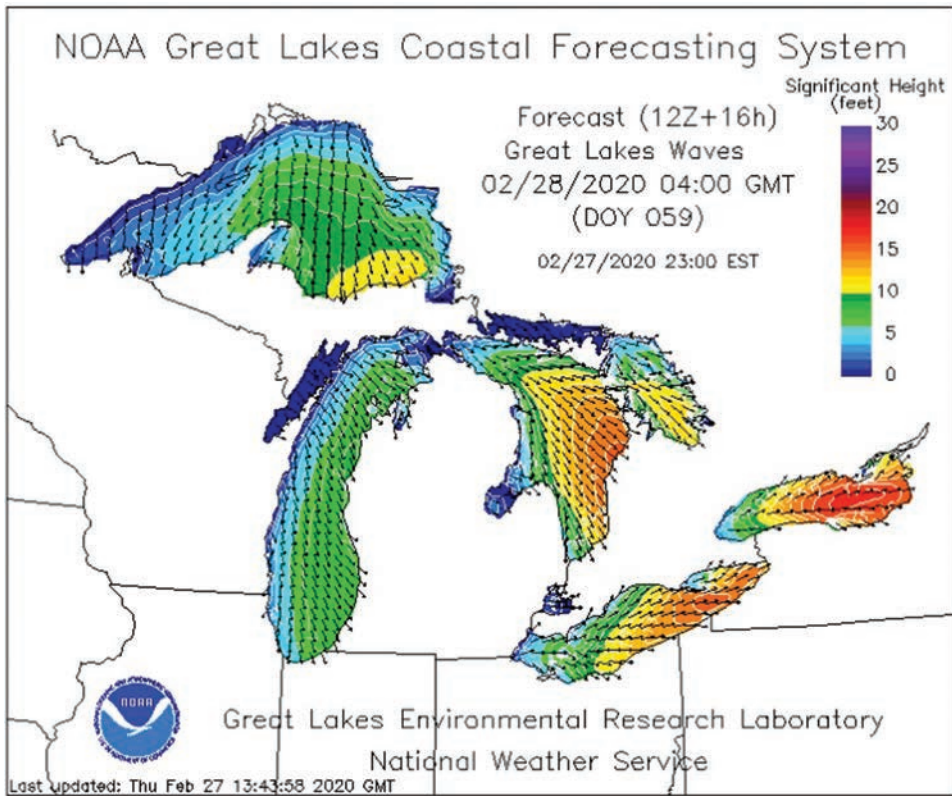 NOAA Great Lakes Coastal Forecasting System
Significant Height
(feet)
Forecast (12Z+16h)
Great Lakes Waves
02/28/2020 04:00 GMT
(DOY 059)
02/27/2020 23:00 EST
30
25
20
15
10
5
0
NOAA
Great Lakes Environmental Research Laboratory
National Weather Service
Last updated: Thu Feb 27 13:43:58 2020 GMT